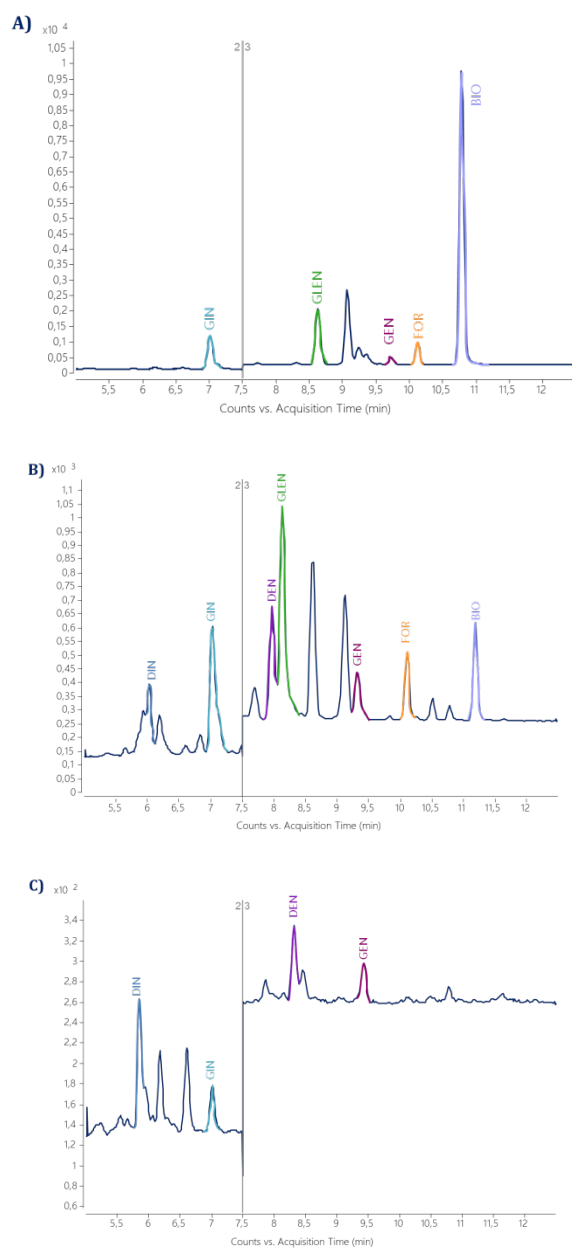 A)
x10 4
2 3
1,05
1
0,95
0,9
0,85
0,8
0,75
0,7
0,65
0,6
0,55
0,5
0,45
0,4
0,35
0,3
0,25
0,2
0,15
0,1
0,05
0
GIN
GLEN
GEN
FOR
BIO
5,5 6 6,5 7 7,5 8 8,5 9 9,5 10 10,5 11 11,5 12
Counts vs. Acquisition Time (min)
B)
x10 3
2 3
1,1
1
0,9
0,8
0,75
0,7
0,65
0,6
0,55
0,5
0,45
0,4
0,35
0,3
0,25
0,2
0,15
0,1
0,05
0
DIN
GIN
DEN
GLEN
GEN
FOR
BIO
5,5 6 6,5 7 7,5 8 8,5 9 9,5 10 10,5 11 11,5 12
Counts vs. Acquisition Time (min)
C)
x10 2
2 3
3,4
3,2
3
2,8
2,6
2,4
2,2
2
1,8
1,6
1,4
1,2
1
0,8
0,6
DIN
GIN
DEN
GEN
5,5 6 6,5 7 7,5 8 8,5 9 9,5 10 10,5 11 11,5 12
Counts vs. Acquisition Time (min)